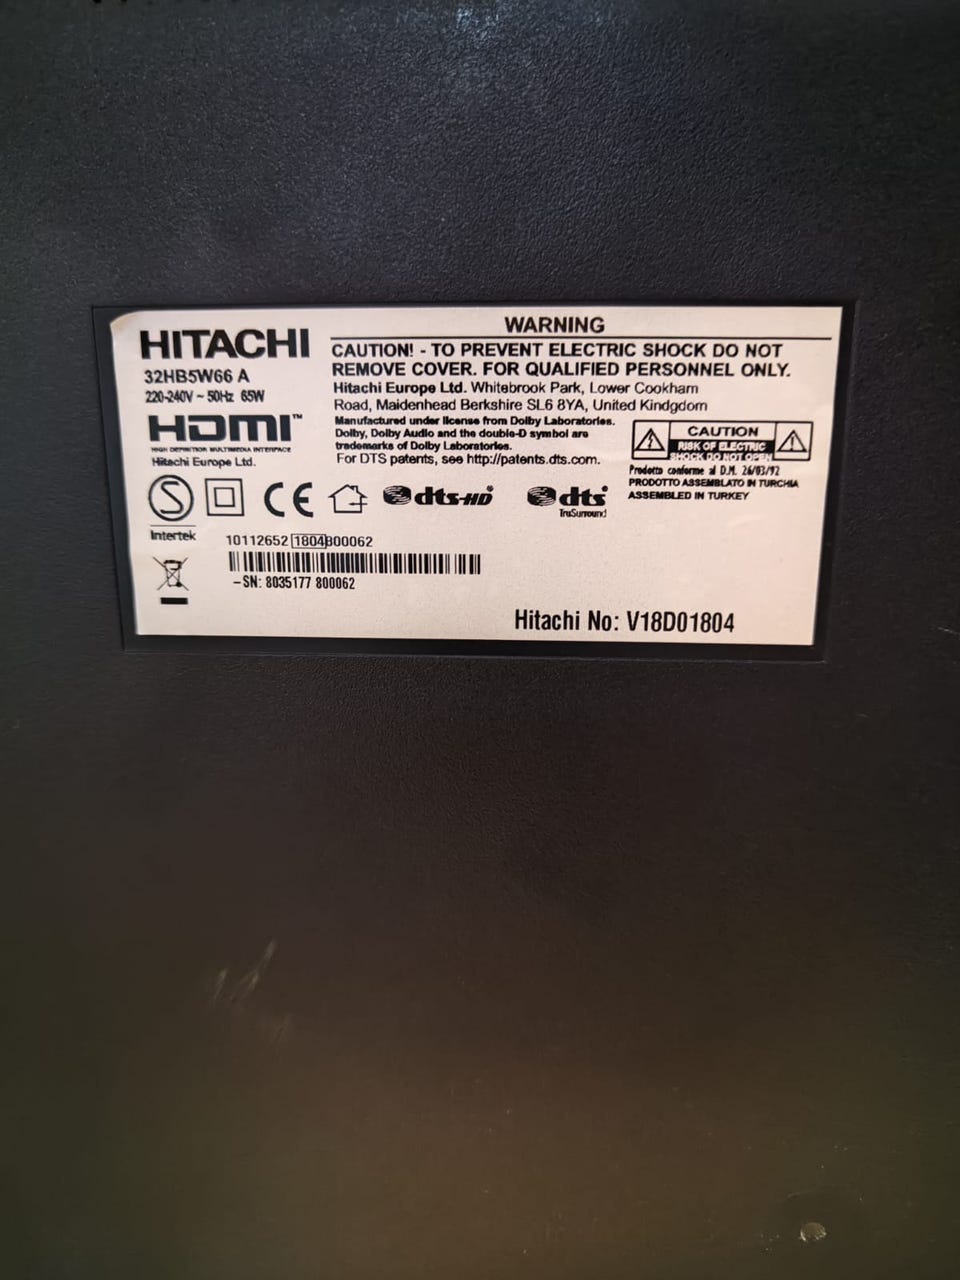 HITACHI
32HB5W66 A
220-240V ~ 50Hz 65W
HDMI™
HIGH DEFINITION MULTIMEDIA INTERFACE
Hitachi Europe Ltd.
WARNING
CAUTION! - TO PREVENT ELECTRIC SHOCK DO NOT
REMOVE COVER. FOR QUALIFIED PERSONNEL ONLY.
Hitachi Europe Ltd. Whitebrook Park, Lower Cookham
Road, Maidenhead Berkshire SL6 8YA, United Kindgdom
Manufactured under license from Dolby Laboratories.
Dolby, Dolby Audio and the double-D symbol are
trademarks of Dolby Laboratories.
For DTS patents, see http://patents.dts.com.
CAUTION
RISK OF ELECTRIC
SHOCK DO NOT OPEN
Prodotto conforme al D.M. 26/03/92
PRODOTTO ASSEMBLATO IN TURCHIA
ASSEMBLED IN TURKEY
S
Intertek
CE
dts-HD®
dts®
TruSurround
10112652 1804 800062
-SN: 8035177 800062
Hitachi No: V18D01804